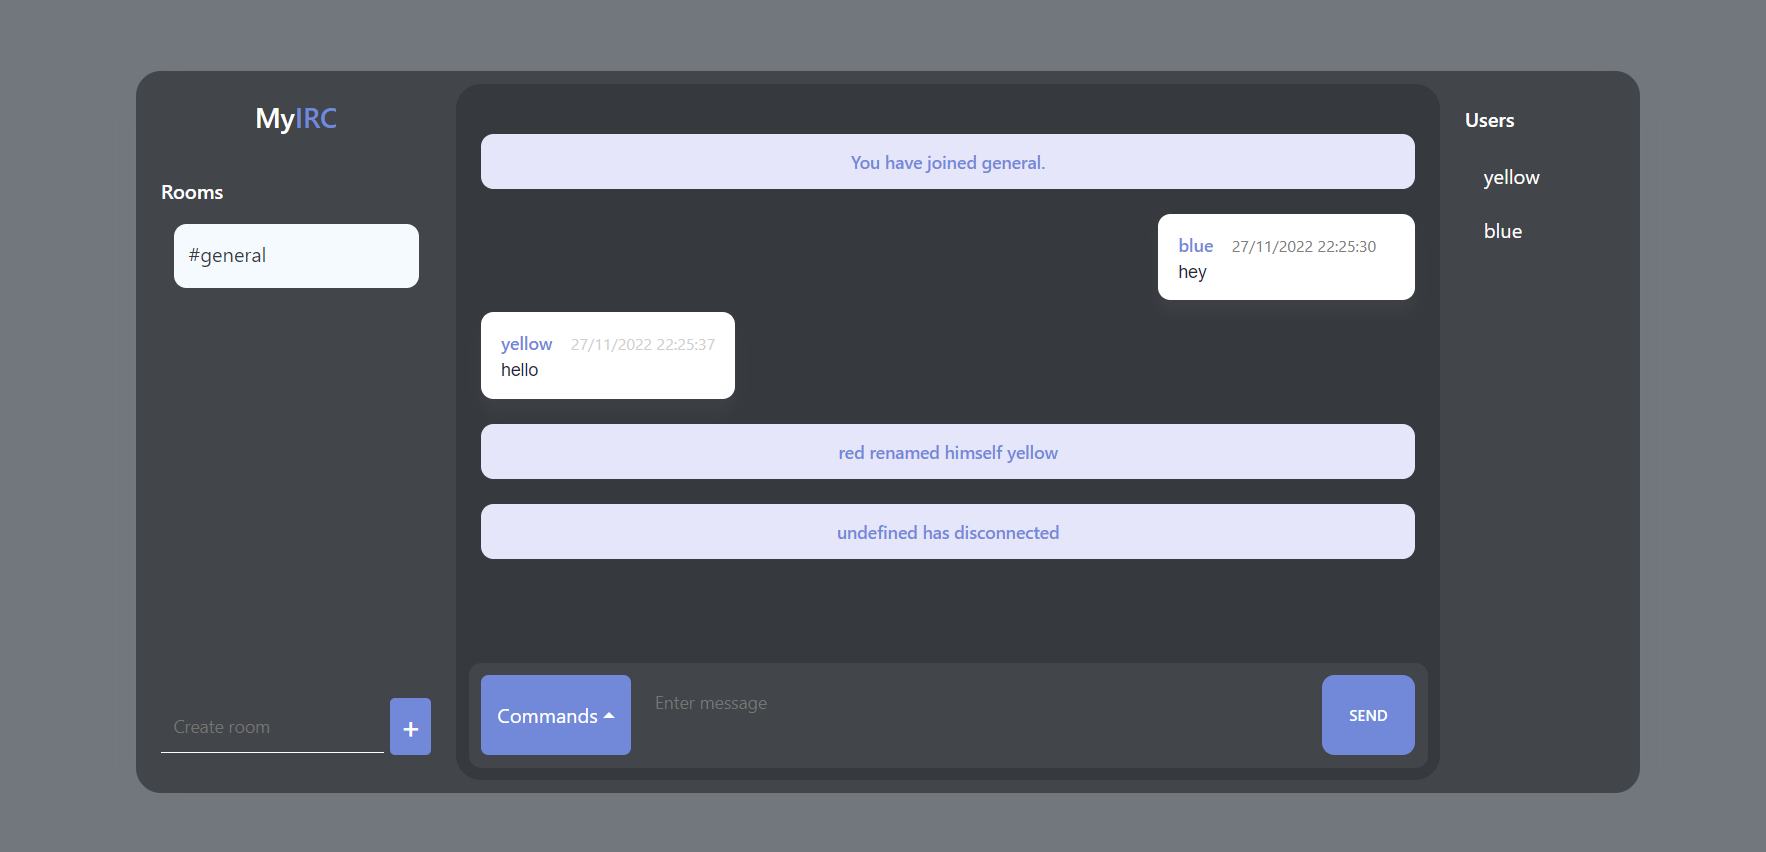 MyIRC
Rooms
#general
Create room
+
You have joined general.
blue 27/11/2022 22:25:30
hey
yellow 27/11/2022 22:25:37
hello
red renamed himself yellow
undefined has disconnected
Commands
Enter message
SEND
Users
yellow
blue